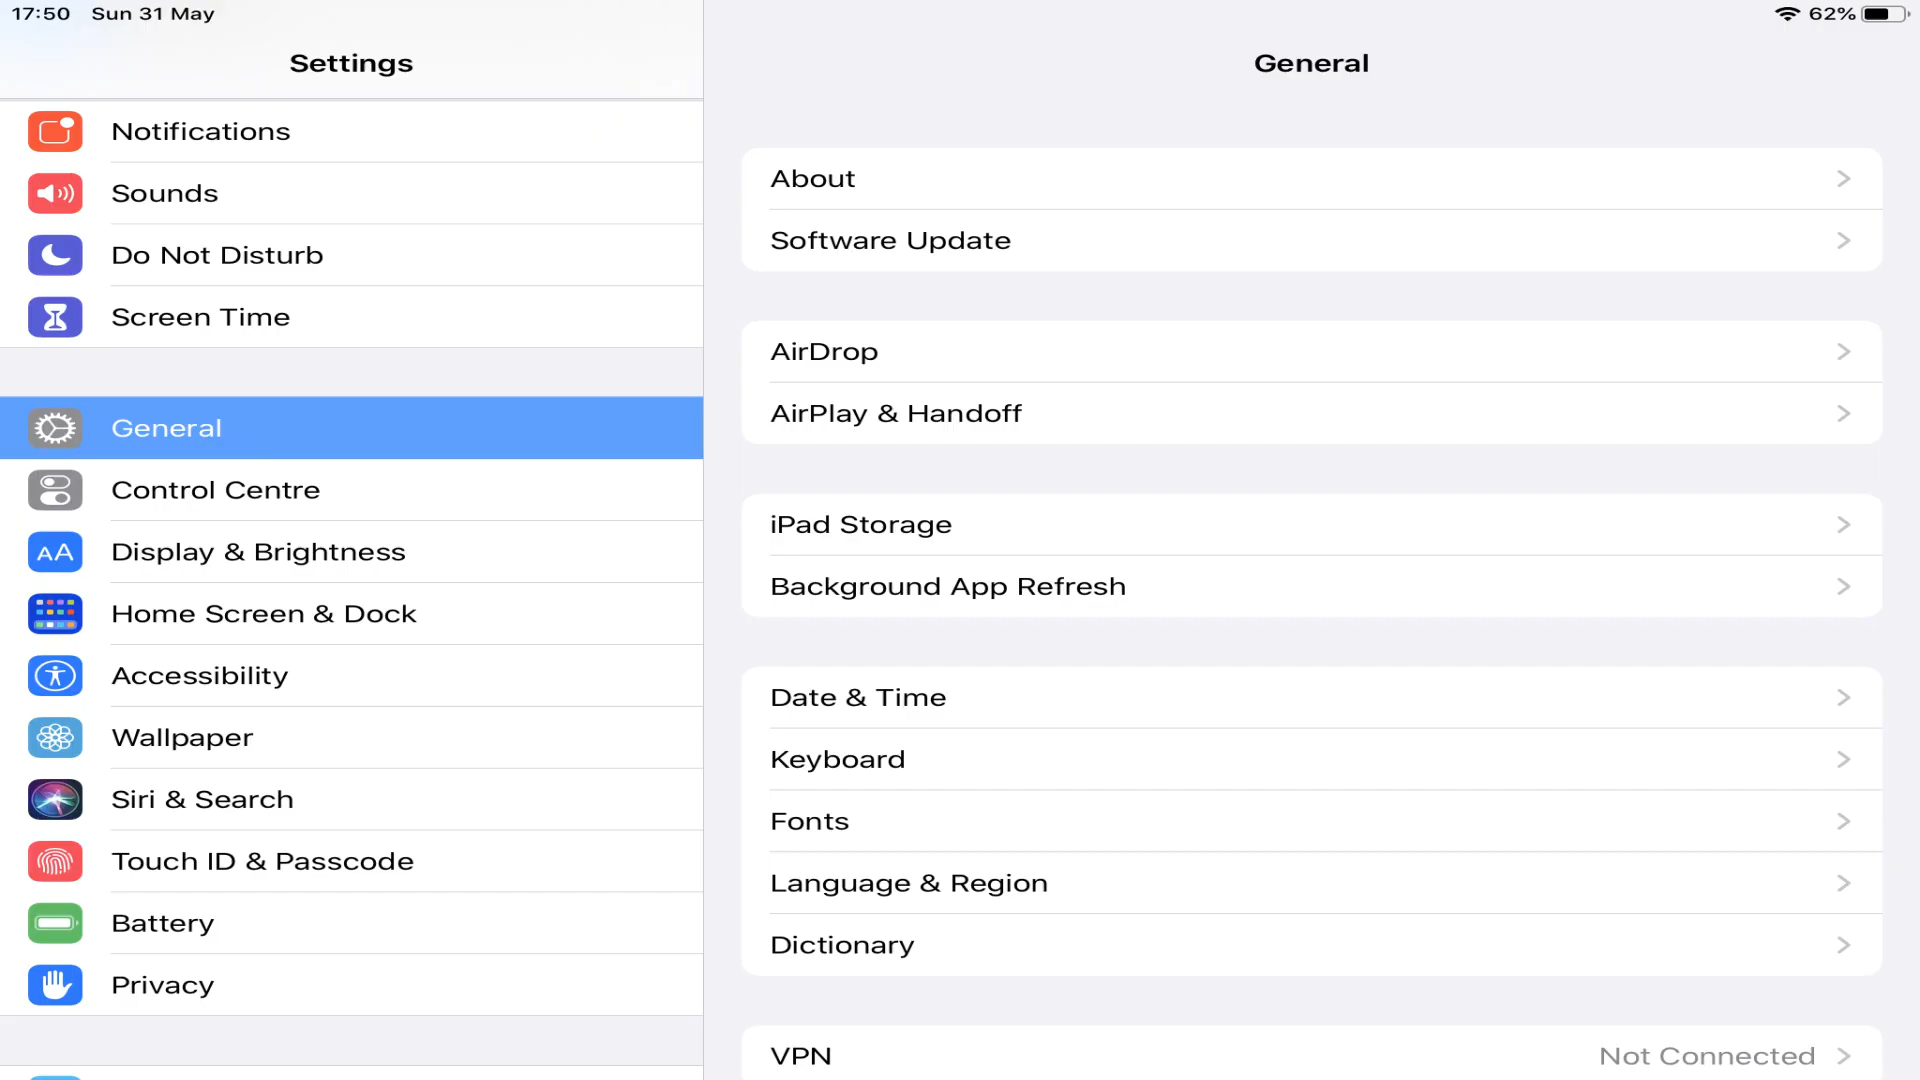 17:50 Sun 31 May
62%
Settings
Notifications
Sounds
Do Not Disturb
Screen Time
General
Control Centre
AA Display & Brightness
Home Screen & Dock
Accessibility
Wallpaper
Siri & Search
Touch ID & Passcode
Battery
Privacy
General
About
Software Update
AirDrop
AirPlay & Handoff
iPad Storage
Background App Refresh
Date & Time
Keyboard
Fonts
Language & Region
Dictionary
VPN Not Connected